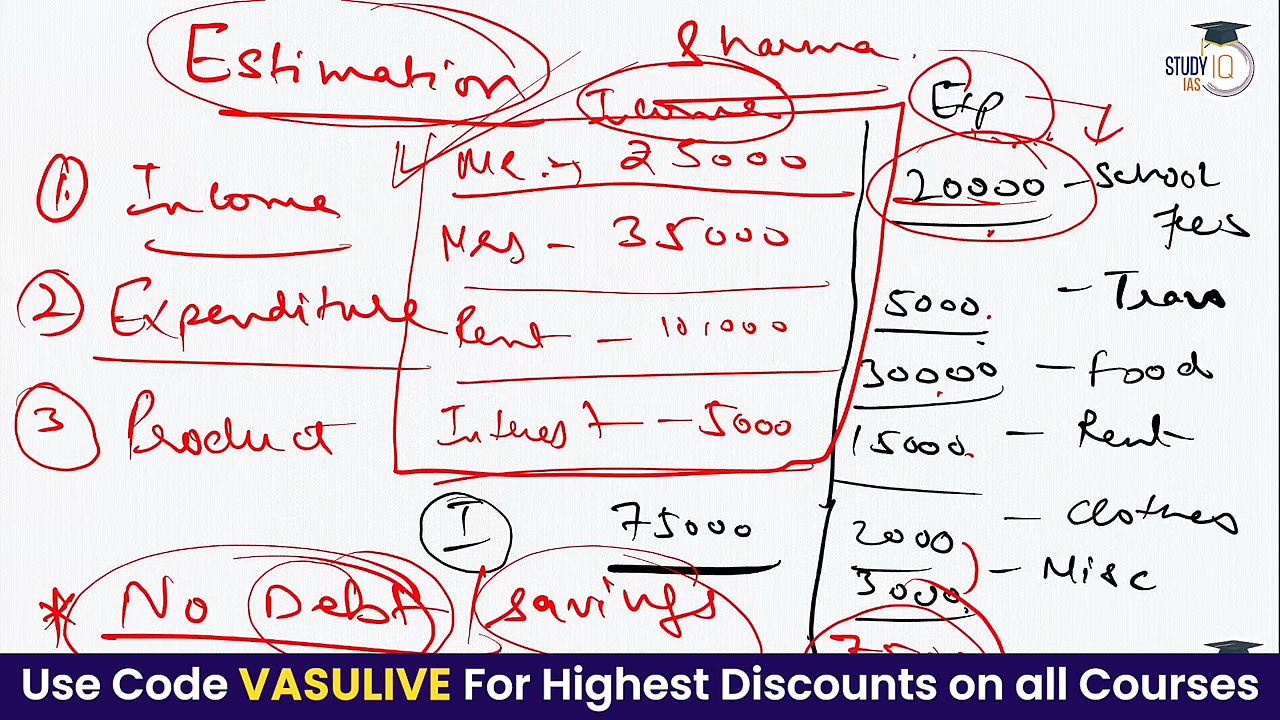 Estimation
Sharma.
Income
Exp
STUDY IQ
IAS
① Income
② Expenditure
③ Product
Mr :- 25000
Mrs - 35000
Rent - 10,000
Interest - 5000
I 75000
20000 - School
Fees
5000. - Tran
30000 - Food
15000. - Rent
2000 - Clothes
3000. - Misc
* No Debt / savings
Use Code VASULIVE For Highest Discounts on all Courses